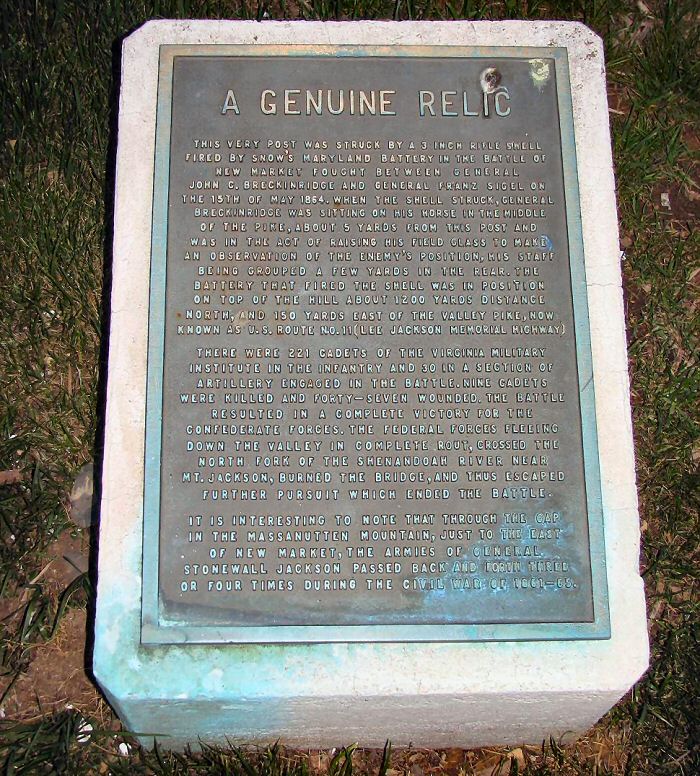 A GENUINE RELIC
THIS VERY POST WAS STRUCK BY A 3 INCH RIFLE SHELL
FIRED BY SNOW'S MARYLAND BATTERY IN THE BATTLE OF
NEW MARKET FOUGHT BETWEEN GENERAL
JOHN C. BRECKINRIDGE AND GENERAL FRANZ SIGEL ON
THE 15TH OF MAY 1864. WHEN THE SHELL STRUCK, GENERAL
BRECKINRIDGE WAS SITTING ON HIS HORSE IN THE MIDDLE
OF THE PIKE, ABOUT 5 YARDS FROM THIS POST AND
WAS IN THE ACT OF RAISING HIS FIELD GLASS TO MAKE
AN OBSERVATION OF THE ENEMY'S POSITION, HIS STAFF
BEING GROUPED A FEW YARDS IN THE REAR. THE
BATTERY THAT FIRED THE SHELL WAS IN POSITION
ON TOP OF THE HILL ABOUT 1200 YARDS DISTANCE
NORTH, AND 150 YARDS EAST OF THE VALLEY PIKE, NOW
KNOWN AS U.S. ROUTE NO. 11 (LEE JACKSON MEMORIAL HIGHWAY)
THERE WERE 221 CADETS OF THE VIRGINIA MILITARY
INSTITUTE IN THE INFANTRY AND 30 IN A SECTION OF
ARTILLERY ENGAGED IN THE BATTLE. NINE CADETS
WERE KILLED AND FORTY-SEVEN WOUNDED. THE BATTLE
RESULTED IN A COMPLETE VICTORY FOR THE
CONFEDERATE FORCES. THE FEDERAL FORCES FLEEING
DOWN THE VALLEY IN COMPLETE ROUT, CROSSED THE
NORTH FORK OF THE SHENANDOAH RIVER NEAR
MT. JACKSON, BURNED THE BRIDGE, AND THUS ESCAPED
FURTHER PURSUIT WHICH ENDED THE BATTLE.
IT IS INTERESTING TO NOTE THAT THROUGH THE GAP
IN THE MASSANUTTEN MOUNTAIN, JUST TO THE EAST
OF NEW MARKET, THE ARMIES OF GENERAL
STONEWALL JACKSON PASSED BACK AND FORTH THREE
OR FOUR TIMES DURING THE CIVIL WAR OF 1861-65.